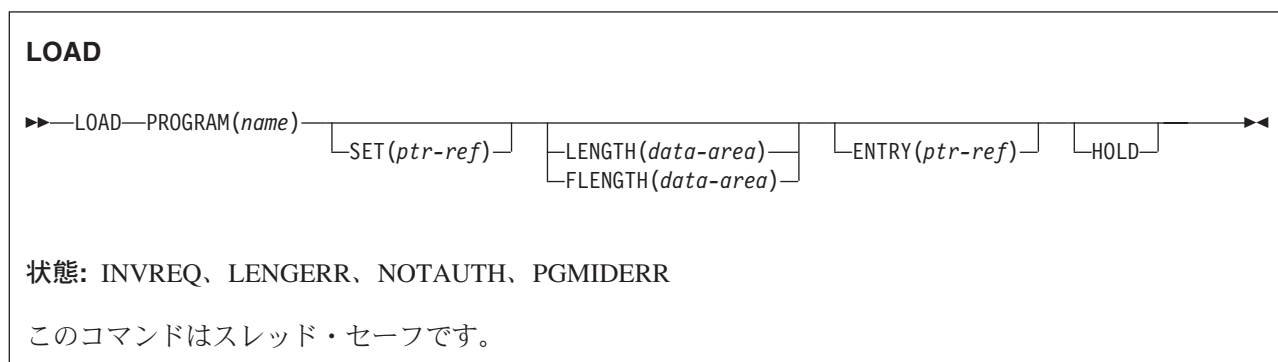 LOAD
LOAD PROGRAM(name) SET(ptr-ref) LENGTH(data-area) FLENGTH(data-area) ENTRY(ptr-ref) HOLD
状態: INVREQ、LENGERR、NOTAUTH、PGMIDERR
このコマンドはスレッド・セーフです。